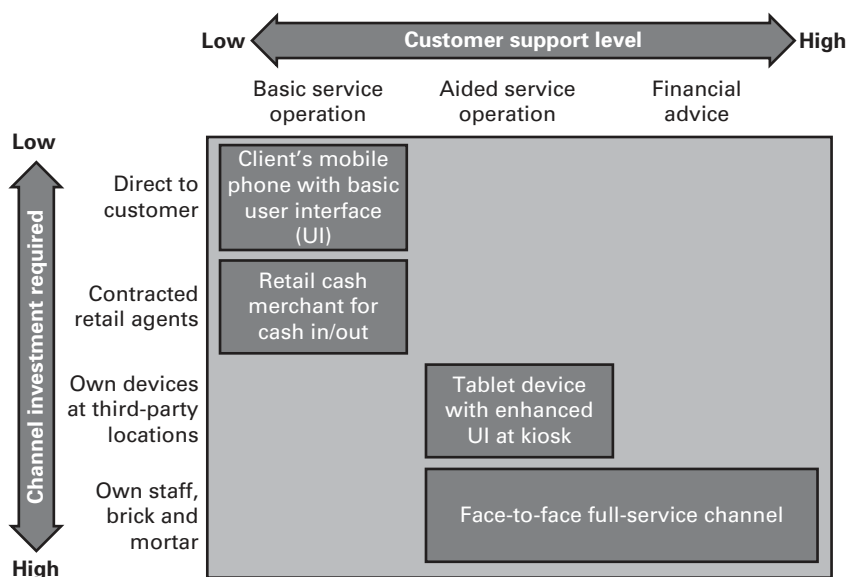 Low
Customer support level
High
Basic service
operation
Aided service
operation
Financial
advice
Low
Channel investment required
High
Direct to
customer
Client's mobile
phone with basic
user interface
(UI)
Contracted
retail agents
Retail cash
merchant for
cash in/out
Own devices
at third-party
locations
Tablet device
with enhanced
UI at kiosk
Own staff,
brick and
mortar
Face-to-face full-service channel